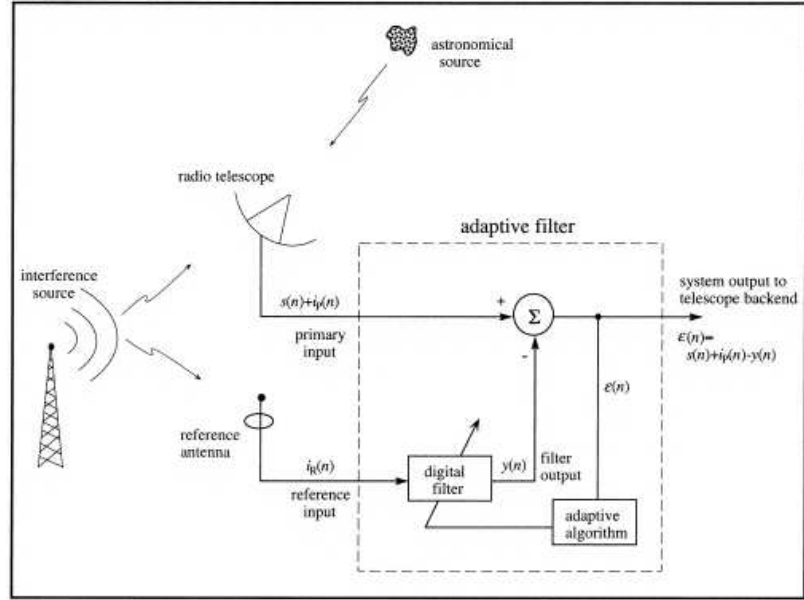 astronomical
source
radio telescope
adaptive filter
interference
source
s(n)+iₚ(n)
primary
input
+
Σ
-
system output to
telescope backend
ε(n)=
s(n)+iₚ(n)-y(n)
ε(n)
reference
antenna
i_R(n)
reference
input
digital
filter
y(n)
filter
output
adaptive
algorithm